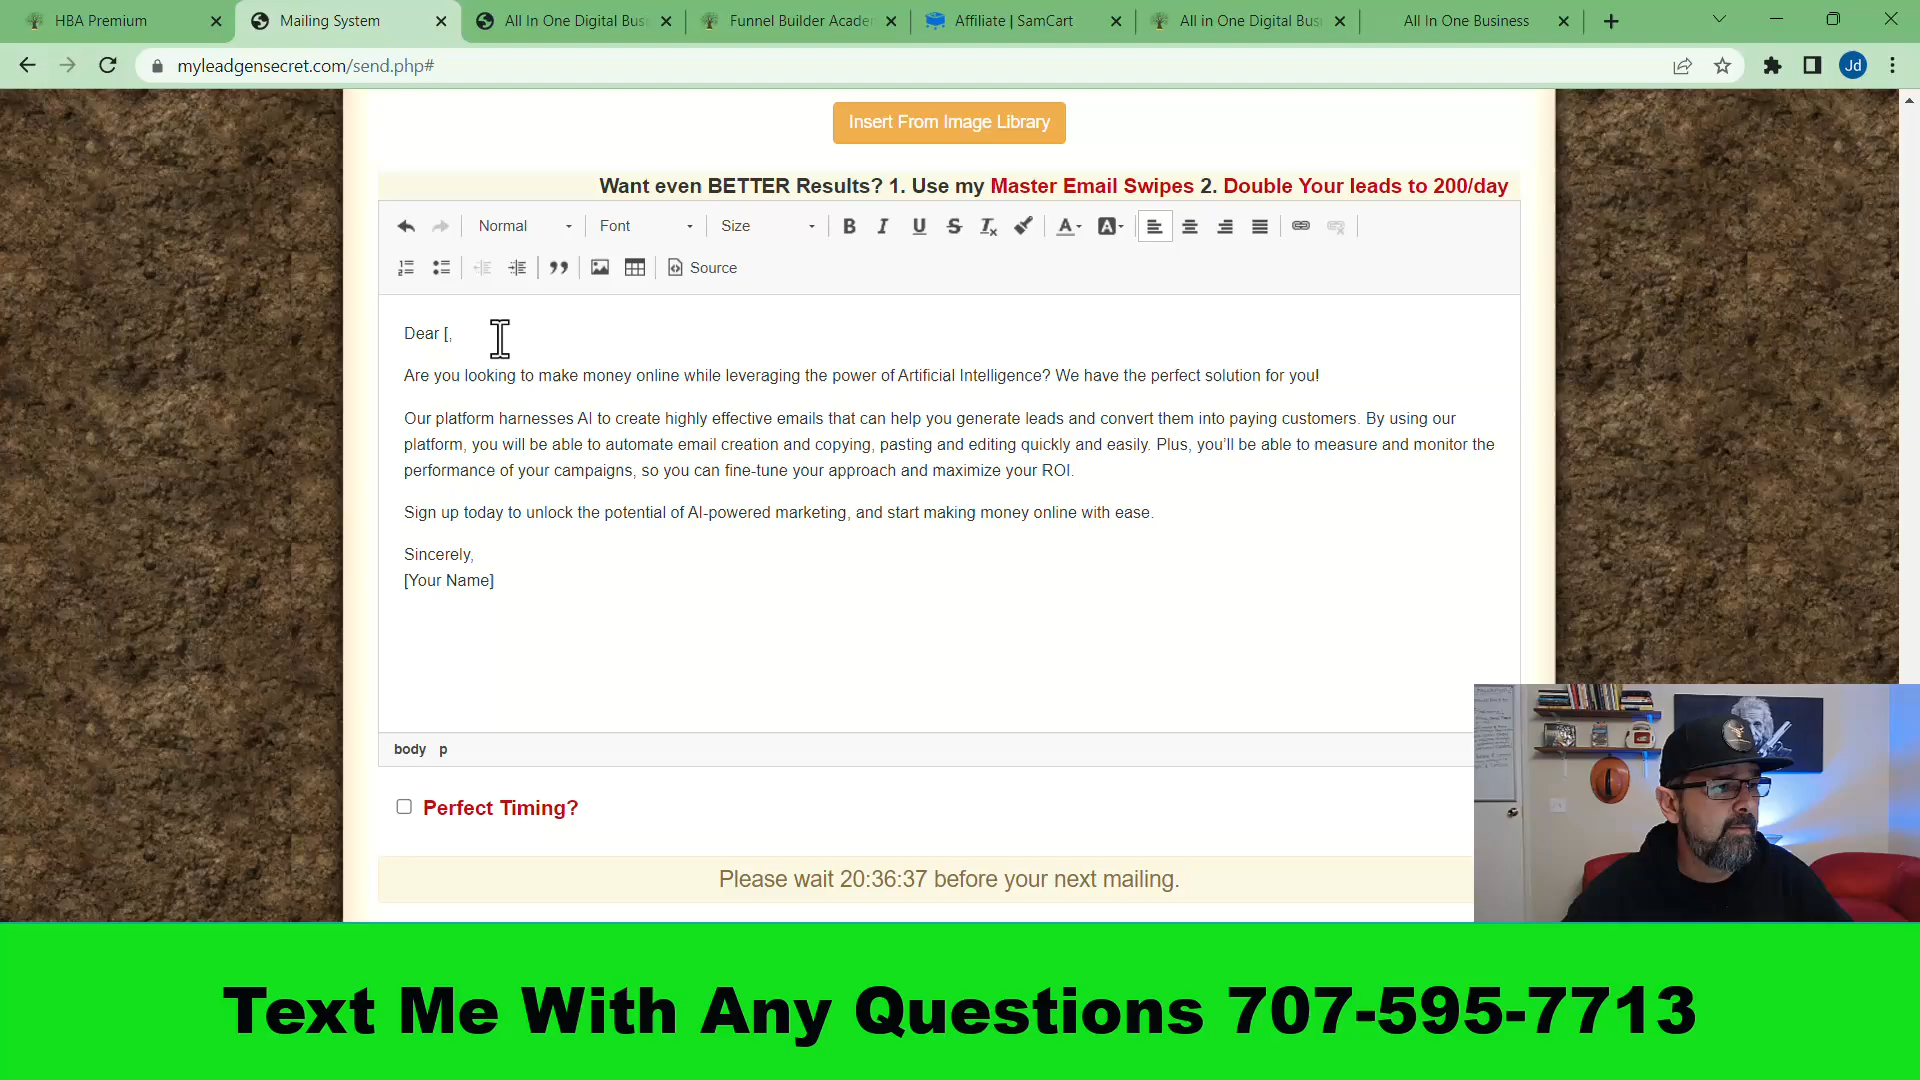 HBA Premium
Mailing System
All In One Digital Bus
Funnel Builder Acade
Affiliate | SamCart
All in One Digital Bus
All In One Business
myleadgensecret.com/send.php#
Jd
Insert From Image Library
Want even BETTER Results? 1. Use my Master Email Swipes 2. Double Your leads to 200/day
Normal Font Size
Source
Dear [,
Are you looking to make money online while leveraging the power of Artificial Intelligence? We have the perfect solution for you!
Our platform harnesses AI to create highly effective emails that can help you generate leads and convert them into paying customers. By using our
platform, you will be able to automate email creation and copying, pasting and editing quickly and easily. Plus, you'll be able to measure and monitor the
performance of your campaigns, so you can fine-tune your approach and maximize your ROI.
Sign up today to unlock the potential of AI-powered marketing, and start making money online with ease.
Sincerely,
[Your Name]
body p
Perfect Timing?
Please wait 20:36:37 before your next mailing.
Text Me With Any Questions 707-595-7713